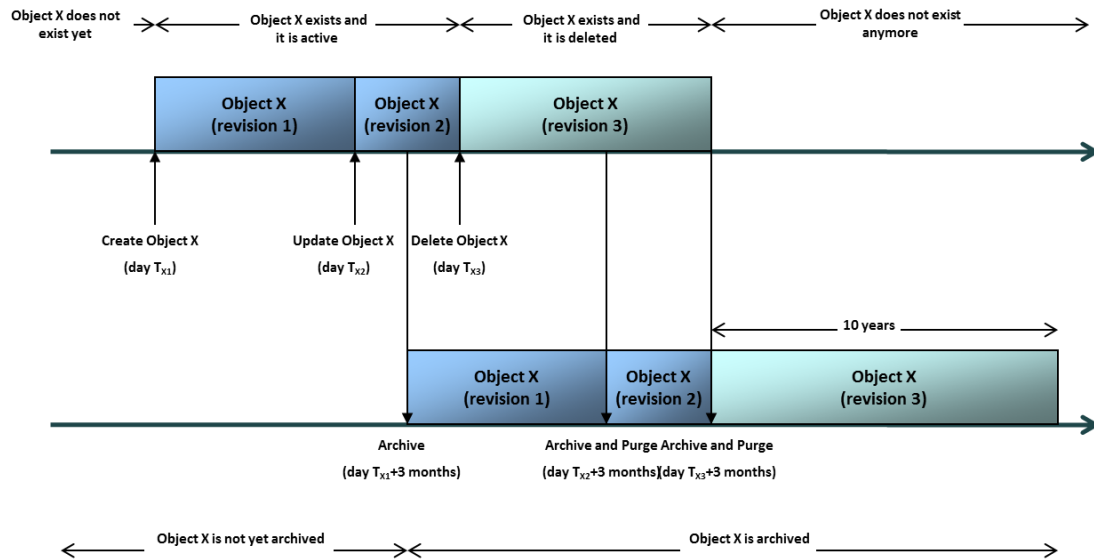 Object X does not
exist yet
Object X exists and
it is active
Object X exists and
it is deleted
Object X does not exist
anymore
Object X
(revision 1)
Object X
(revision 2)
Object X
(revision 3)
Create Object X
(day TX1)
Update Object X
(day TX2)
Delete Object X
(day TX3)
10 years
Object X
(revision 1)
Object X
(revision 2)
Object X
(revision 3)
Archive
(day TX1+3 months)
Archive and Purge
(day TX2+3 months)
Archive and Purge
(day TX3+3 months)
Object X is not yet archived
Object X is archived